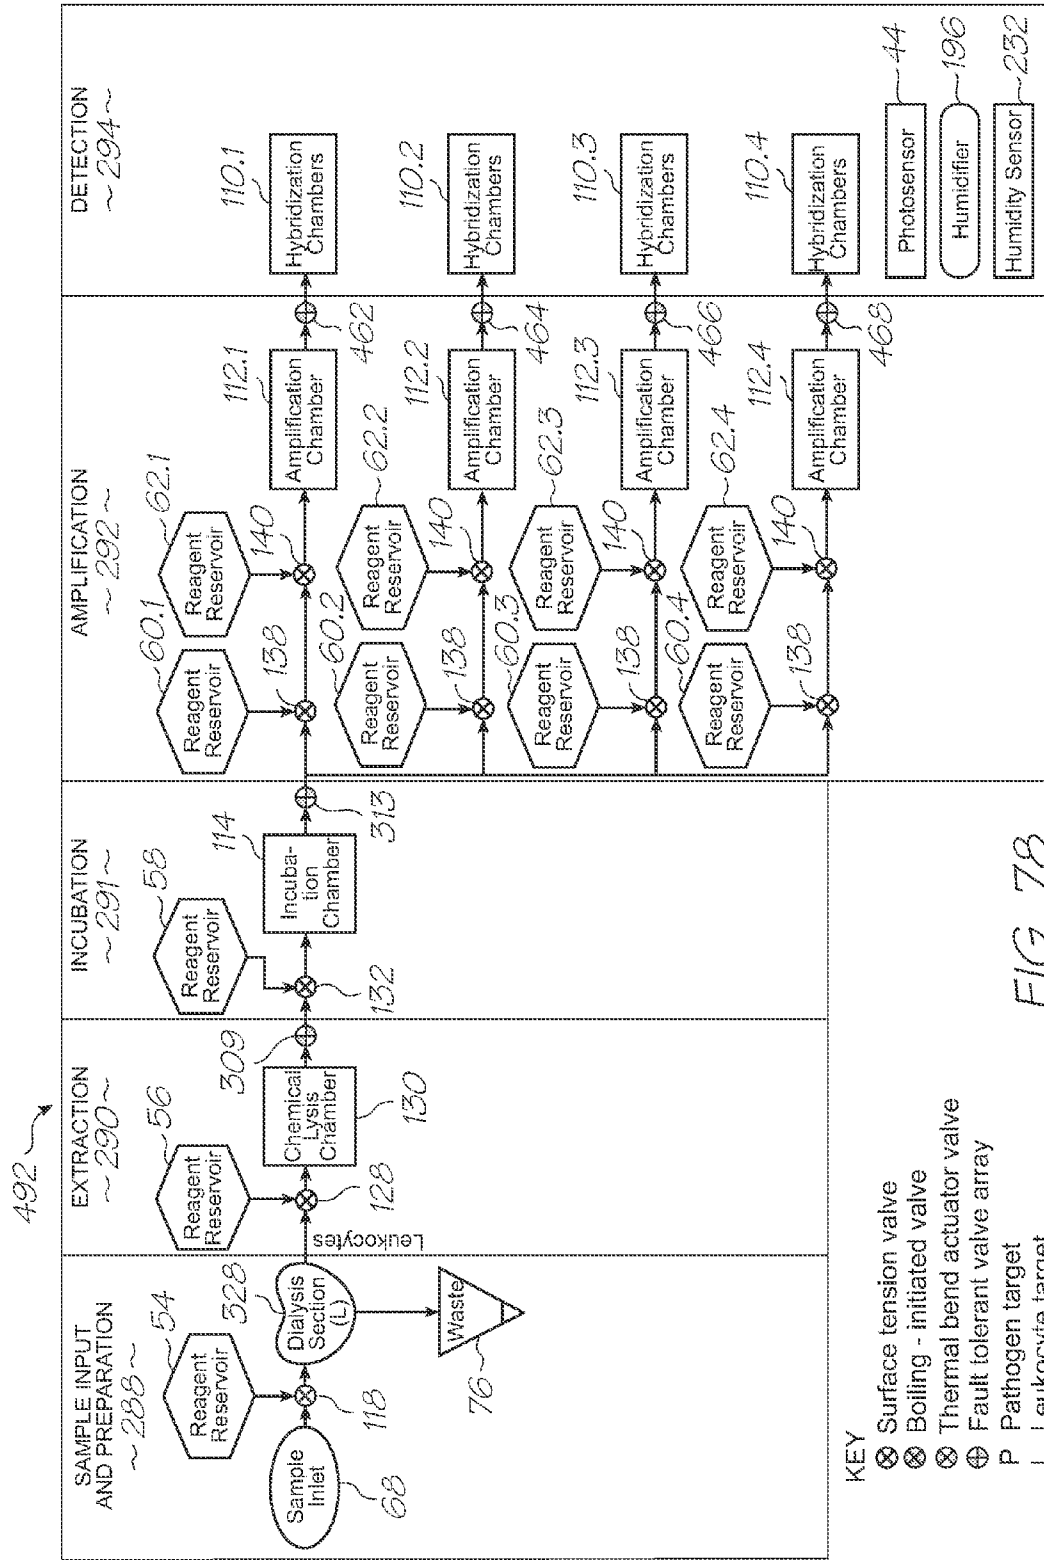 492
SAMPLE INPUT
AND PREPARATION
~288~
EXTRACTION
~290~
INCUBATION
~291~
AMPLIFICATION
~292~
DETECTION
~294~
54
Reagent
Reservoir
328
Sample
Inlet
68
118
Dialysis
Section
(L)
Waste
76
Leukocytes
56
Reagent
Reservoir
128
Chemical
Lysis
Chamber
130
309
58
Reagent
Reservoir
132
114
Incuba-
tion
Chamber
313
60.1
Reagent
Reservoir
138
62.1
Reagent
Reservoir
140
112.1
Amplification
Chamber
462
110.1
Hybridization
Chambers
60.2
Reagent
Reservoir
138
62.2
Reagent
Reservoir
140
112.2
Amplification
Chamber
464
110.2
Hybridization
Chambers
60.3
Reagent
Reservoir
138
62.3
Reagent
Reservoir
140
112.3
Amplification
Chamber
466
110.3
Hybridization
Chambers
60.4
Reagent
Reservoir
138
62.4
Reagent
Reservoir
140
112.4
Amplification
Chamber
468
110.4
Hybridization
Chambers
KEY
Surface tension valve
Boiling - initiated valve
Thermal bend actuator valve
Fault tolerant valve array
P Pathogen target
L Leukocyte target
Photosensor
44
Humidifier
196
Humidity Sensor
232
FIG. 78